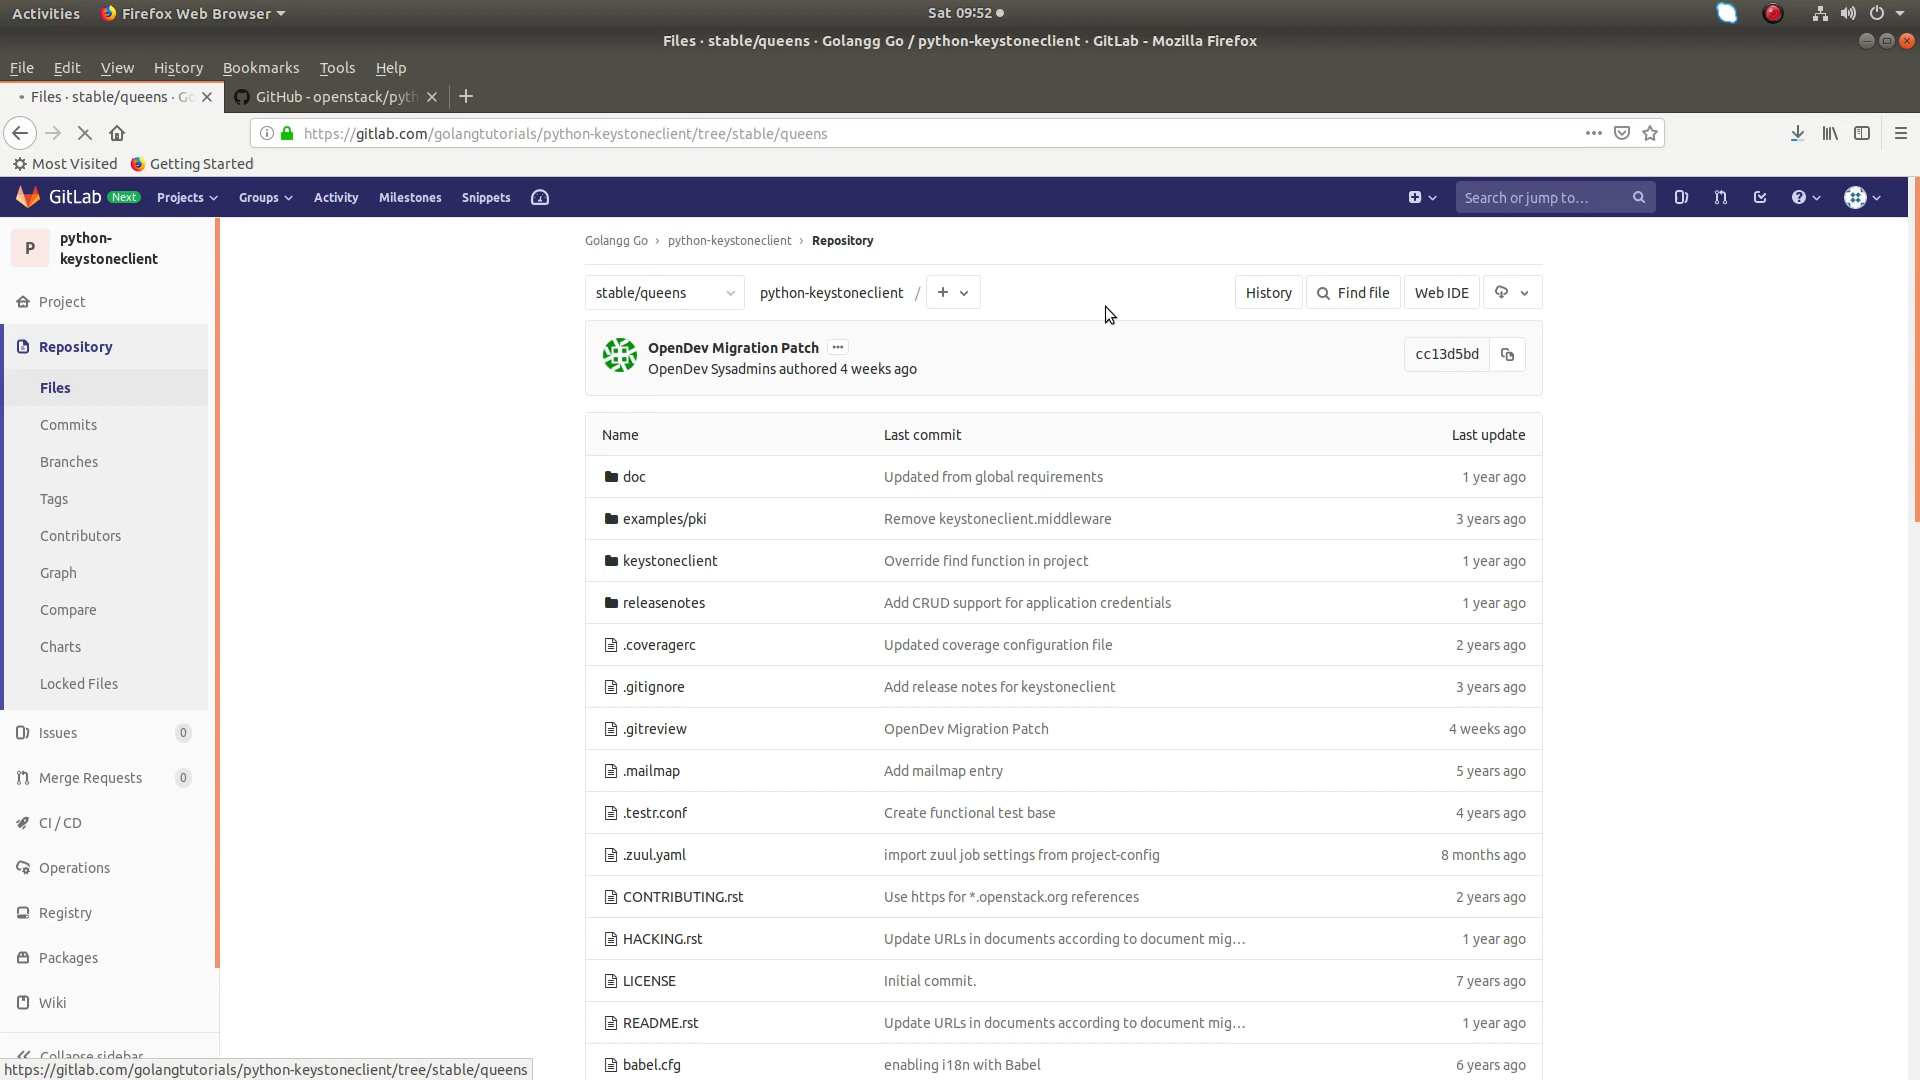 Activities Firefox Web Browser Sat 09:52
Files · stable/queens · Golangg Go / python-keystoneclient · GitLab - Mozilla Firefox
File Edit View History Bookmarks Tools Help
Files · stable/queens · Go GitHub - openstack/pyth
https://gitlab.com/golangtutorials/python-keystoneclient/tree/stable/queens
Most Visited Getting Started
GitLab Next Projects Groups Activity Milestones Snippets Search or jump to...
P python-
keystoneclient
Project
Repository
Files
Commits
Branches
Tags
Contributors
Graph
Compare
Charts
Locked Files
Issues 0
Merge Requests 0
CI / CD
Operations
Registry
Packages
Wiki
Collapse sidebar
Golangg Go › python-keystoneclient › Repository
stable/queens python-keystoneclient / + History Find file Web IDE
OpenDev Migration Patch
OpenDev Sysadmins authored 4 weeks ago
cc13d5bd
Name Last commit Last update
doc Updated from global requirements 1 year ago
examples/pki Remove keystoneclient.middleware 3 years ago
keystoneclient Override find function in project 1 year ago
releasenotes Add CRUD support for application credentials 1 year ago
.coveragerc Updated coverage configuration file 2 years ago
.gitignore Add release notes for keystoneclient 3 years ago
.gitreview OpenDev Migration Patch 4 weeks ago
.mailmap Add mailmap entry 5 years ago
.testr.conf Create functional test base 4 years ago
.zuul.yaml import zuul job settings from project-config 8 months ago
CONTRIBUTING.rst Use https for *.openstack.org references 2 years ago
HACKING.rst Update URLs in documents according to document mig... 1 year ago
LICENSE Initial commit. 7 years ago
README.rst Update URLs in documents according to document mig... 1 year ago
babel.cfg enabling i18n with Babel 6 years ago
https://gitlab.com/golangtutorials/python-keystoneclient/tree/stable/queens